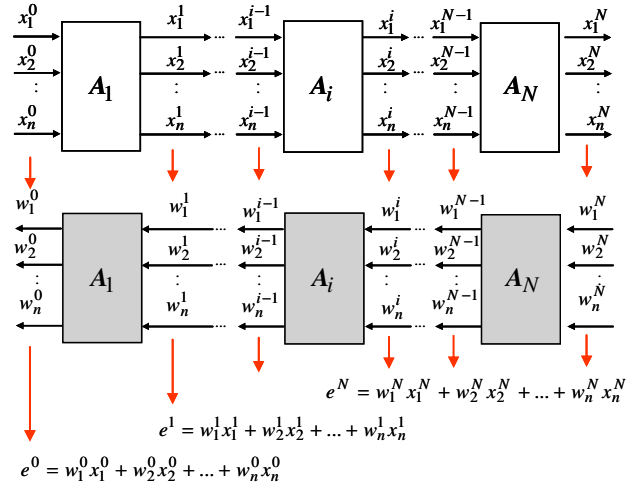 x_1^0 x_1^1 x_1^{i-1} x_1^i x_1^{N-1} x_1^N
x_2^0 x_2^1 ... x_2^{i-1} x_2^i ... x_2^{N-1} x_2^N
A_1 A_i A_N
: : : : : :
x_n^0 x_n^1 ... x_n^{i-1} x_n^i ... x_n^{N-1} x_n^N
w_1^0 w_1^1 w_1^{i-1} w_1^i w_1^{N-1} w_1^N
w_2^0 w_2^1 ... w_2^{i-1} w_2^i ... w_2^{N-1} w_2^N
A_1 A_i A_N
: : : : : :
w_n^0 w_n^1 ... w_n^{i-1} w_n^i ... w_n^{N-1} w_n^N
e^N = w_1^N x_1^N + w_2^N x_2^N + ... + w_n^N x_n^N
e^1 = w_1^1 x_1^1 + w_2^1 x_2^1 + ... + w_n^1 x_n^1
e^0 = w_1^0 x_1^0 + w_2^0 x_2^0 + ... + w_n^0 x_n^0